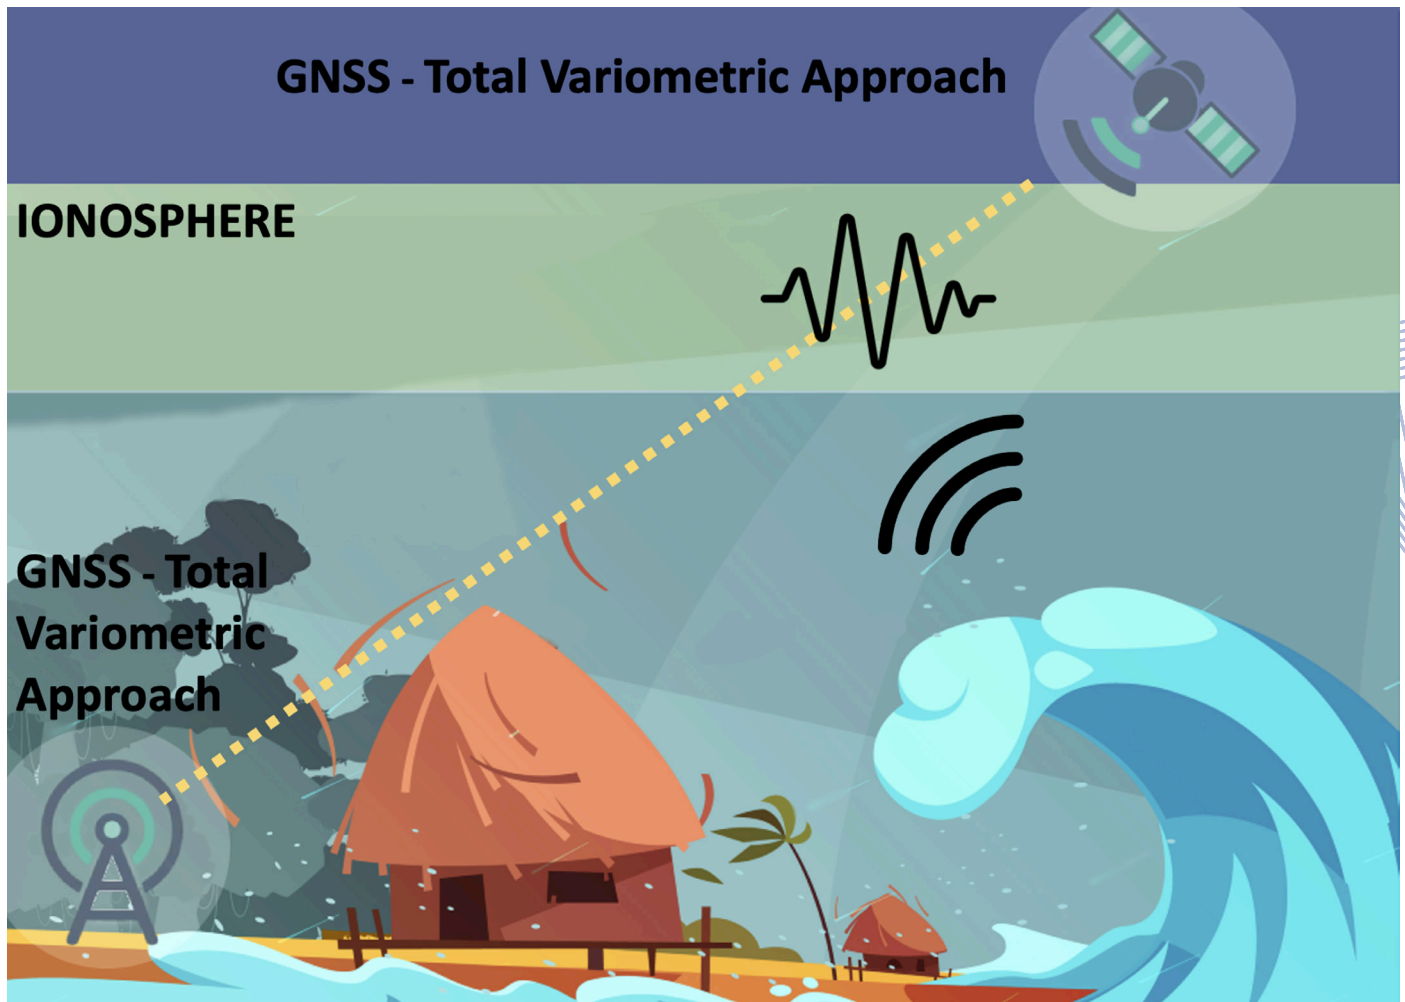 GNSS - Total Variometric Approach
IONOSPHERE
GNSS - Total
Variometric
Approach